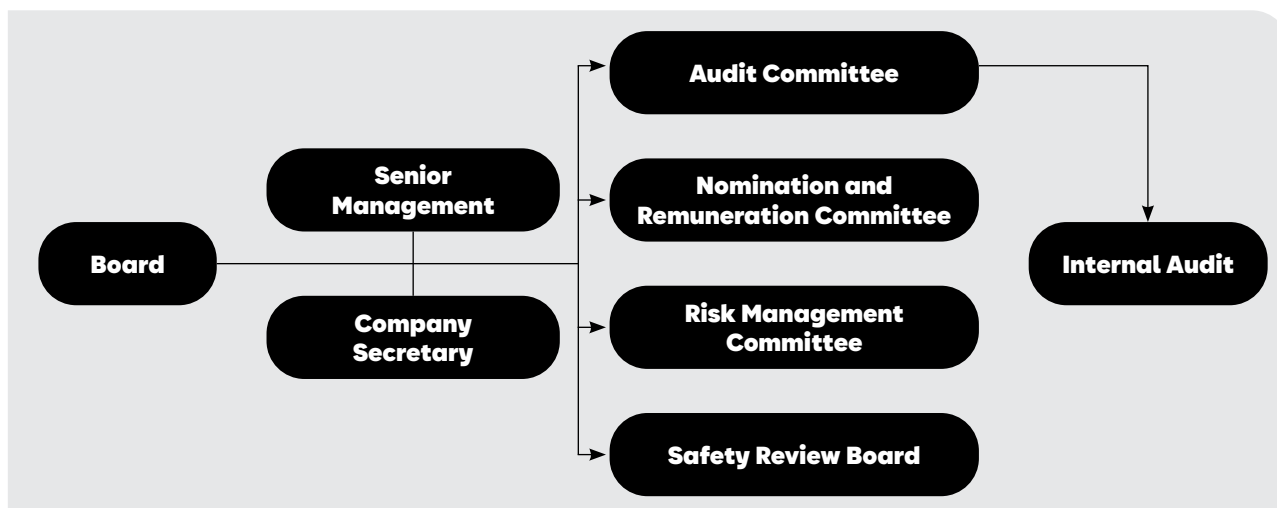 Board
Senior
Management
Company
Secretary
Audit Committee
Nomination and
Remuneration Committee
Risk Management
Committee
Safety Review Board
Internal Audit